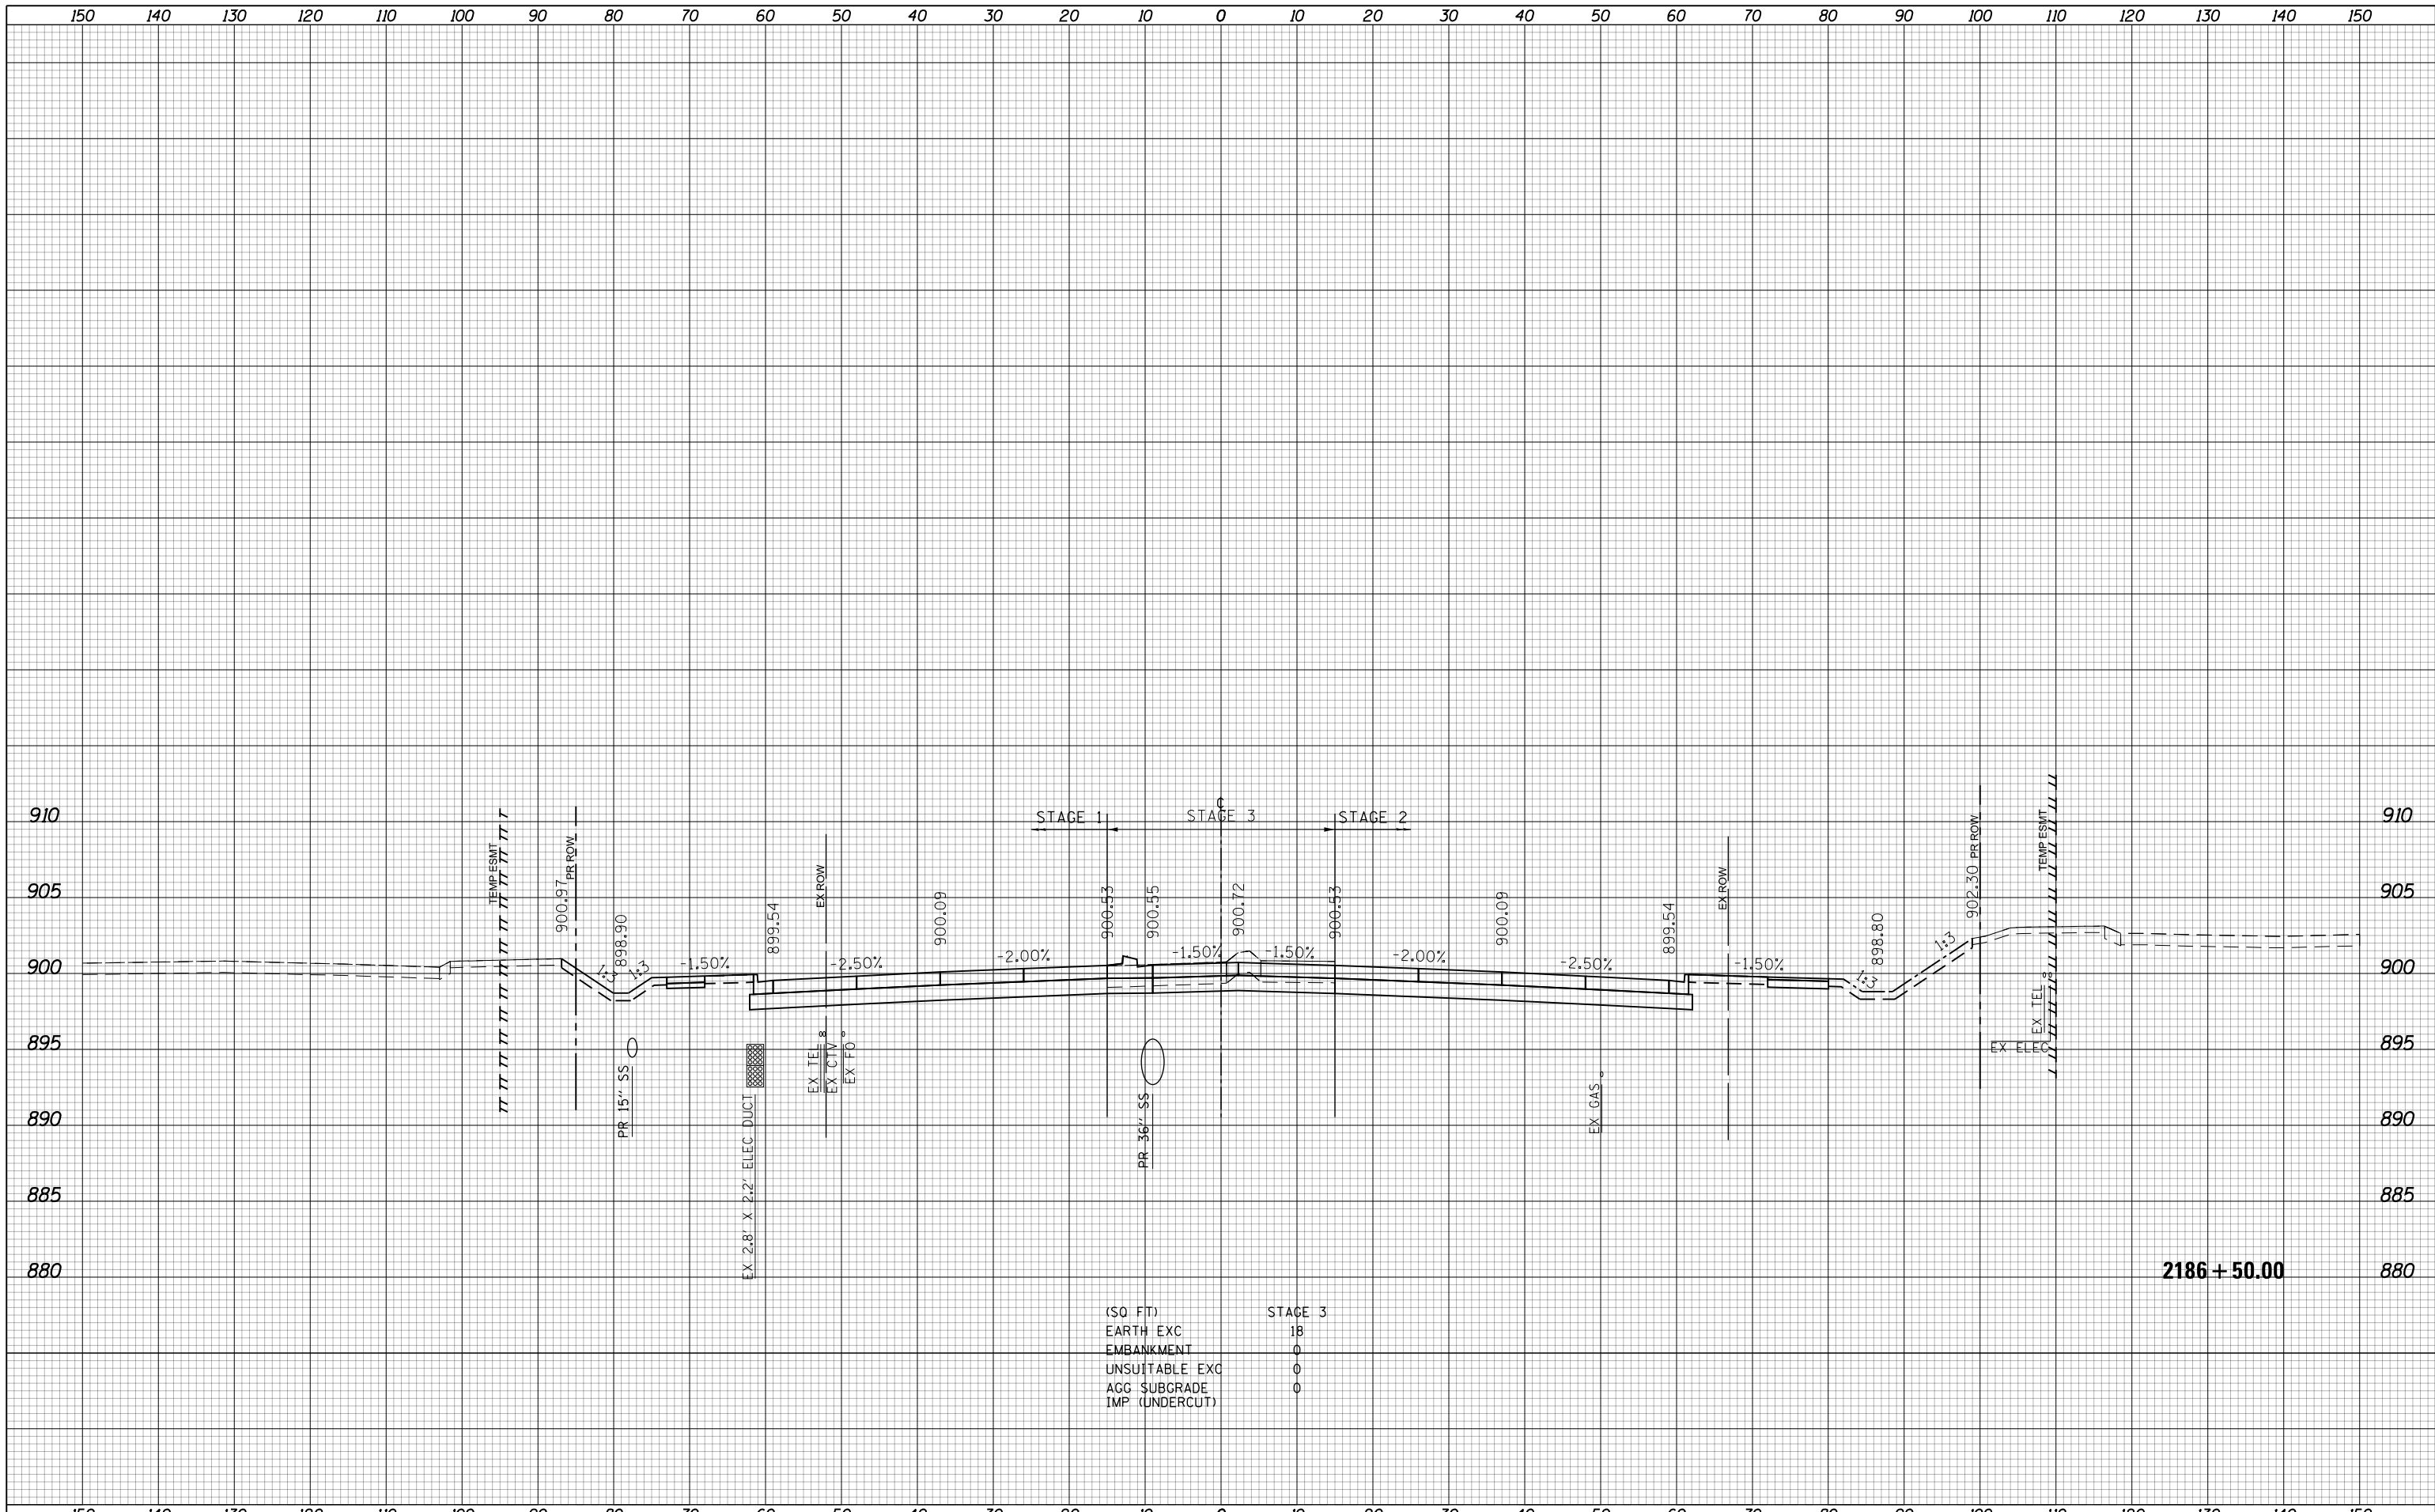 150 140 130 120 110 100 90 80 70 60 50 40 30 20 10 0 10 20 30 40 50 60 70 80 90 100 110 120 130 140 150
910 910
905 905
900 900
895 895
890 890
885 885
880 880
STAGE 1
℄
STAGE 3
STAGE 2
TEMP ESMT
900.97
PR ROW
898.90
899.54
EX ROW
900.09
900.53
900.55
900.72
900.53
900.09
899.54
EX ROW
898.80
902.30 PR ROW
TEMP ESMT
1:3
1:3
-1.50%
-2.50%
-2.00%
-1.50%
-1.50%
-2.00%
-2.50%
-1.50%
1:3
1:3
PR 15'' SS
EX 2.8' X 2.2' ELEC DUCT
EX TEL
EX CTV
EX FO
PR 36'' SS
EX GAS
EX ELEC
EX TEL
2186+50.00
(SQ FT) STAGE 3
EARTH EXC 18
EMBANKMENT 0
UNSUITABLE EXC 0
AGG SUBGRADE 0
IMP (UNDERCUT)
150 140 130 120 110 100 90 80 70 60 50 40 30 20 10 0 10 20 30 40 50 60 70 80 90 100 110 120 130 140 150